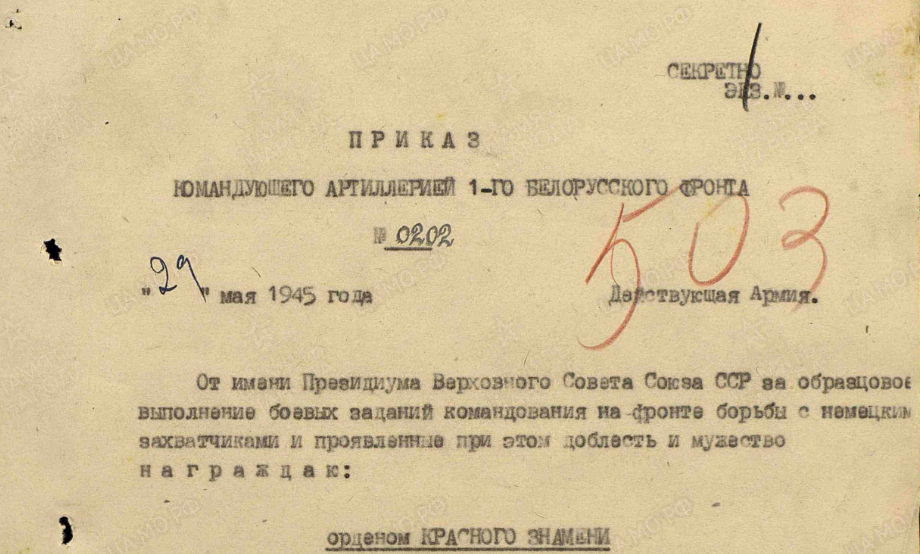 СЕКРЕТНО
ЭКЗ.№...
ПРИКАЗ
КОМАНДУЮЩЕГО АРТИЛЛЕРИЕЙ 1-ГО БЕЛОРУССКОГО ФРОНТА
№ 0202
503
"29" мая 1945 года Действующая Армия.
От имени Президиума Верховного Совета Союза ССР за образцовое
выполнение боевых заданий командования на фронте борьбы с немецким
захватчиками и проявленные при этом доблесть и мужество
награждаю:
орденом КРАСНОГО ЗНАМЕНИ